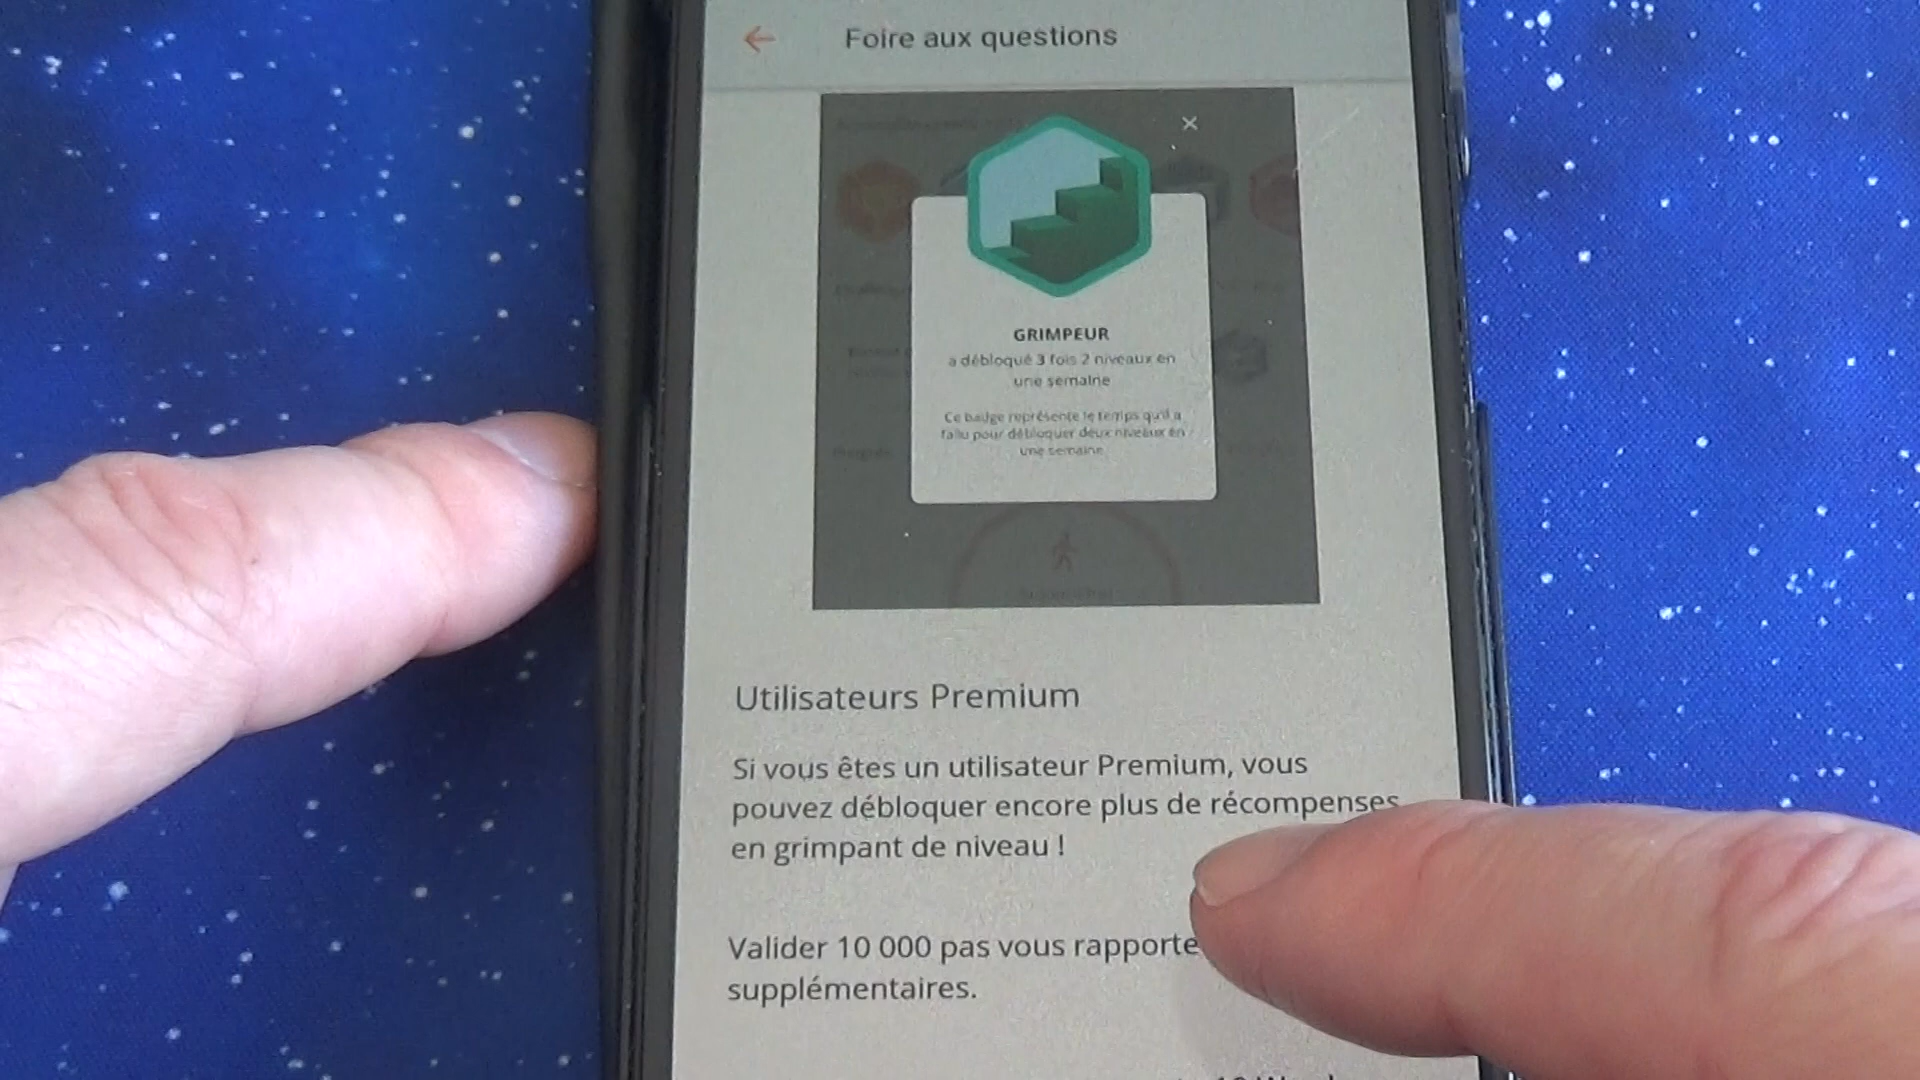 Foire aux questions
GRIMPEUR
a débloqué 3 fois 2 niveaux en
une semaine
Ce badge représente le temps qu'il a
fallu pour débloquer deux niveaux en
une semaine
Utilisateurs Premium
Si vous êtes un utilisateur Premium, vous
pouvez débloquer encore plus de récompenses
en grimpant de niveau !
Valider 10 000 pas vous rapporte
supplémentaires.